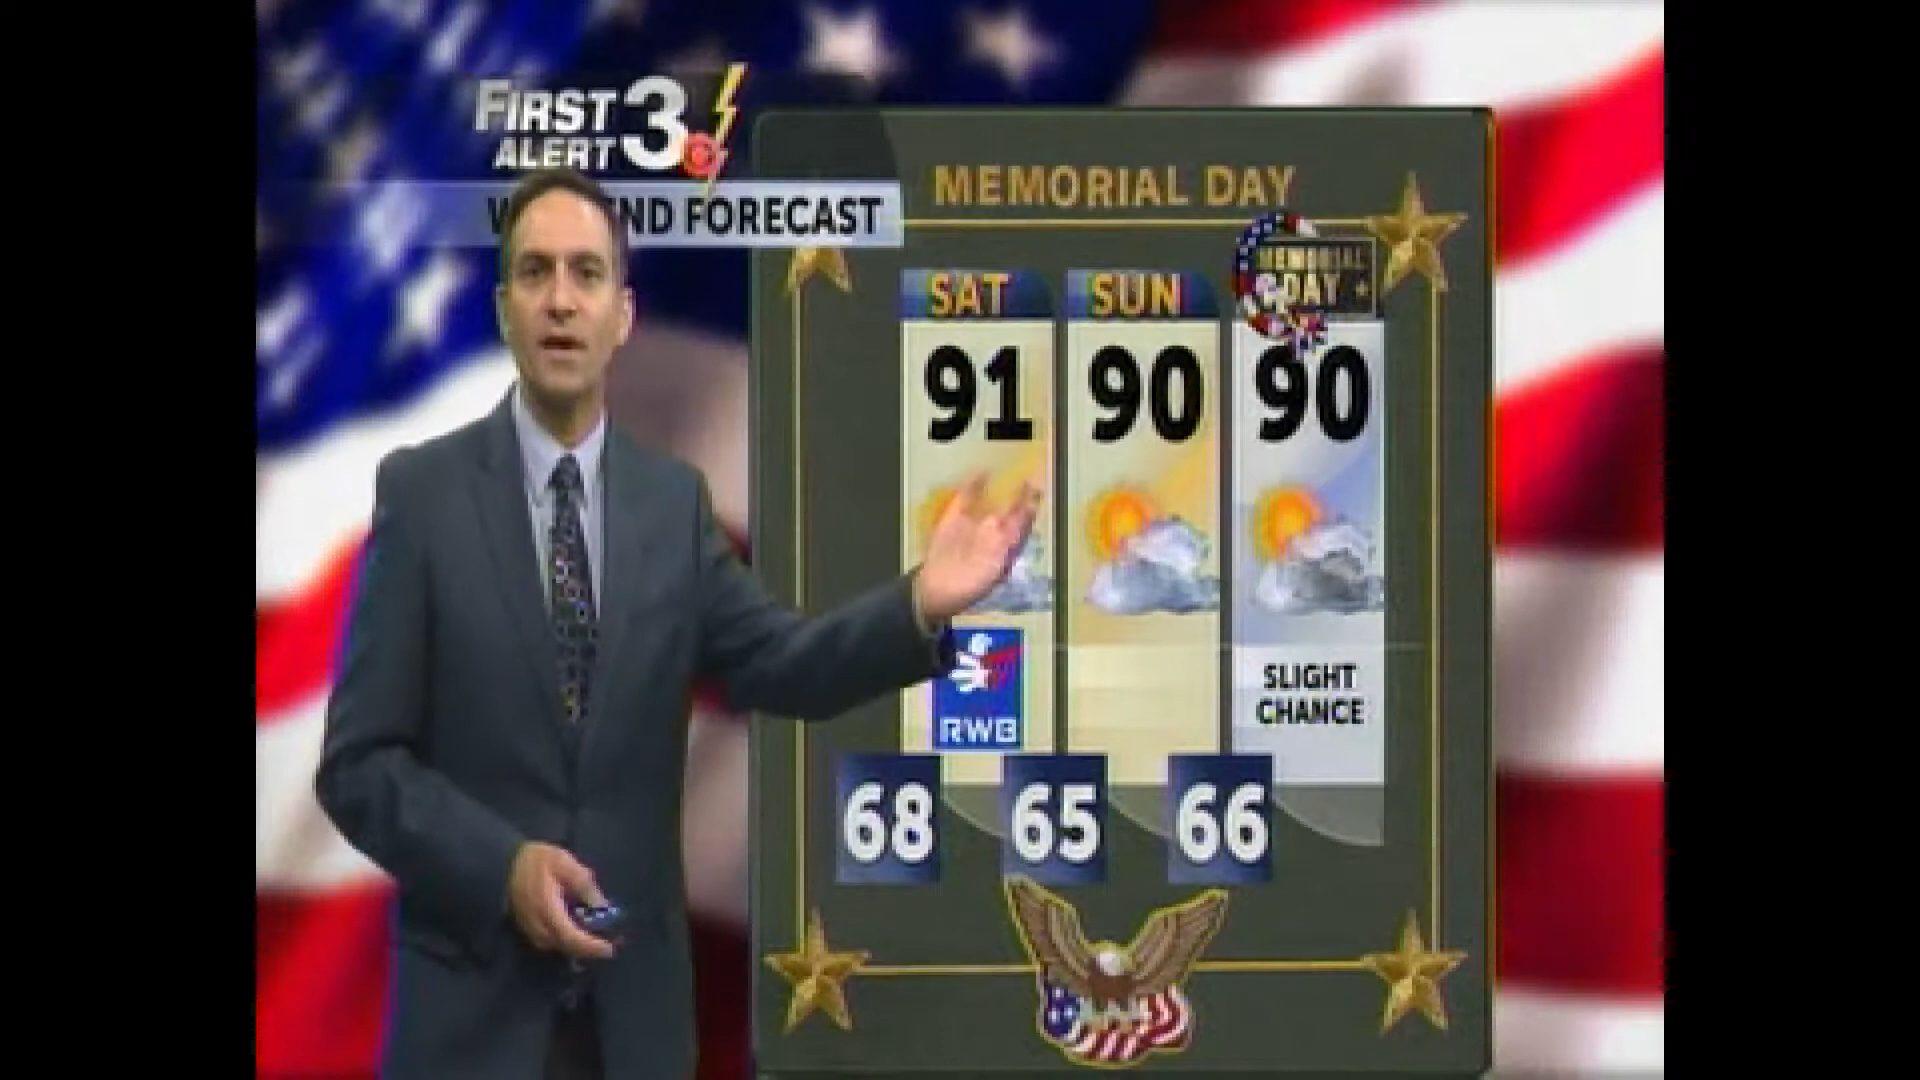 FIRST 3
ALERT
FORECAST
MEMORIAL DAY
SAT
SUN
MEMORIAL
DAY
91
90
90
RWB
SLIGHT
CHANCE
68
65
66